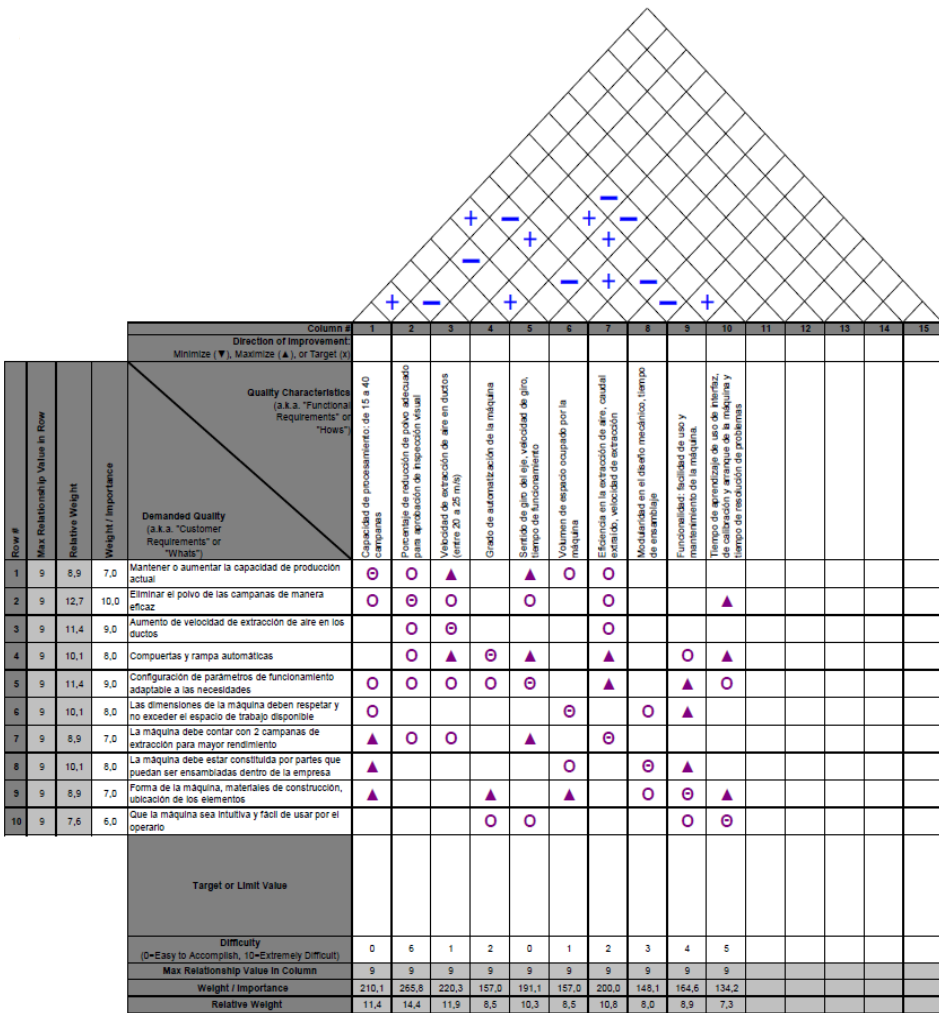 + −
− + − + −
+ − + +
− − + −
+ − + − +
Column # 1 2 3 4 5 6 7 8 9 10 11 12 13 14 15
Direction of Improvement:
Minimize (▼), Maximize (▲), or Target (x)
Row #
Max Relationship Value in Row
Relative Weight
Weight / Importance
Quality Characteristics
(a.k.a. "Functional
Requirements" or
"Hows")
Demanded Quality
(a.k.a. "Customer
Requirements" or
"Whats")
Capacidad de procesamiento: de 15 a 40
campanas
Porcentaje de reducción de polvo adecuado
para aprobación de inspección visual
Velocidad de extracción de aire en ductos
(entre 20 a 25 m/s)
Grado de automatización de la máquina
Sentido de giro del eje, velocidad de giro,
tiempo de funcionamiento
Volumen de espacio ocupado por la
máquina
Eficiencia en la extracción de aire, caudal
extraído, velocidad de extracción
Modularidad en el diseño mecánico, tiempo
de ensamblaje
Funcionalidad: facilidad de uso y
mantenimiento de la máquina.
Tiempo de aprendizaje de uso de interfaz,
de calibración y arranque de la máquina y
tiempo de resolución de problemas
1 9 8,9 7,0 Mantener o aumentar la capacidad de producción
actual Θ Ο ▲ ▲ Ο Ο
2 9 12,7 10,0 Eliminar el polvo de las campanas de manera
eficaz Ο Θ Ο Ο Ο ▲
3 9 11,4 9,0 Aumento de velocidad de extracción de aire en los
ductos Ο Θ Ο
4 9 10,1 8,0 Compuertas y rampa automáticas Ο ▲ Θ ▲ ▲ Ο ▲
5 9 11,4 9,0 Configuración de parámetros de funcionamiento
adaptable a las necesidades Ο Ο Ο Ο Θ ▲ ▲ Ο
6 9 10,1 8,0 Las dimensiones de la máquina deben respetar y
no exceder el espacio de trabajo disponible Ο Θ Ο ▲
7 9 8,9 7,0 La máquina debe contar con 2 campanas de
extracción para mayor rendimiento ▲ Ο Ο ▲ Θ
8 9 10,1 8,0 La máquina debe estar constituida por partes que
puedan ser ensambladas dentro de la empresa ▲ Ο Θ ▲
9 9 8,9 7,0 Forma de la máquina, materiales de construcción,
ubicación de los elementos ▲ ▲ ▲ Ο Θ ▲
10 9 7,6 6,0 Que la máquina sea intuitiva y fácil de usar por el
operario Ο Ο Ο Θ
Target or Limit Value
Difficulty
(0=Easy to Accomplish, 10=Extremely Difficult) 0 6 1 2 0 1 2 3 4 5
Max Relationship Value in Column 9 9 9 9 9 9 9 9 9 9
Weight / Importance 210,1 265,8 220,3 157,0 191,1 157,0 200,0 148,1 164,6 134,2
Relative Weight 11,4 14,4 11,9 8,5 10,3 8,5 10,8 8,0 8,9 7,3